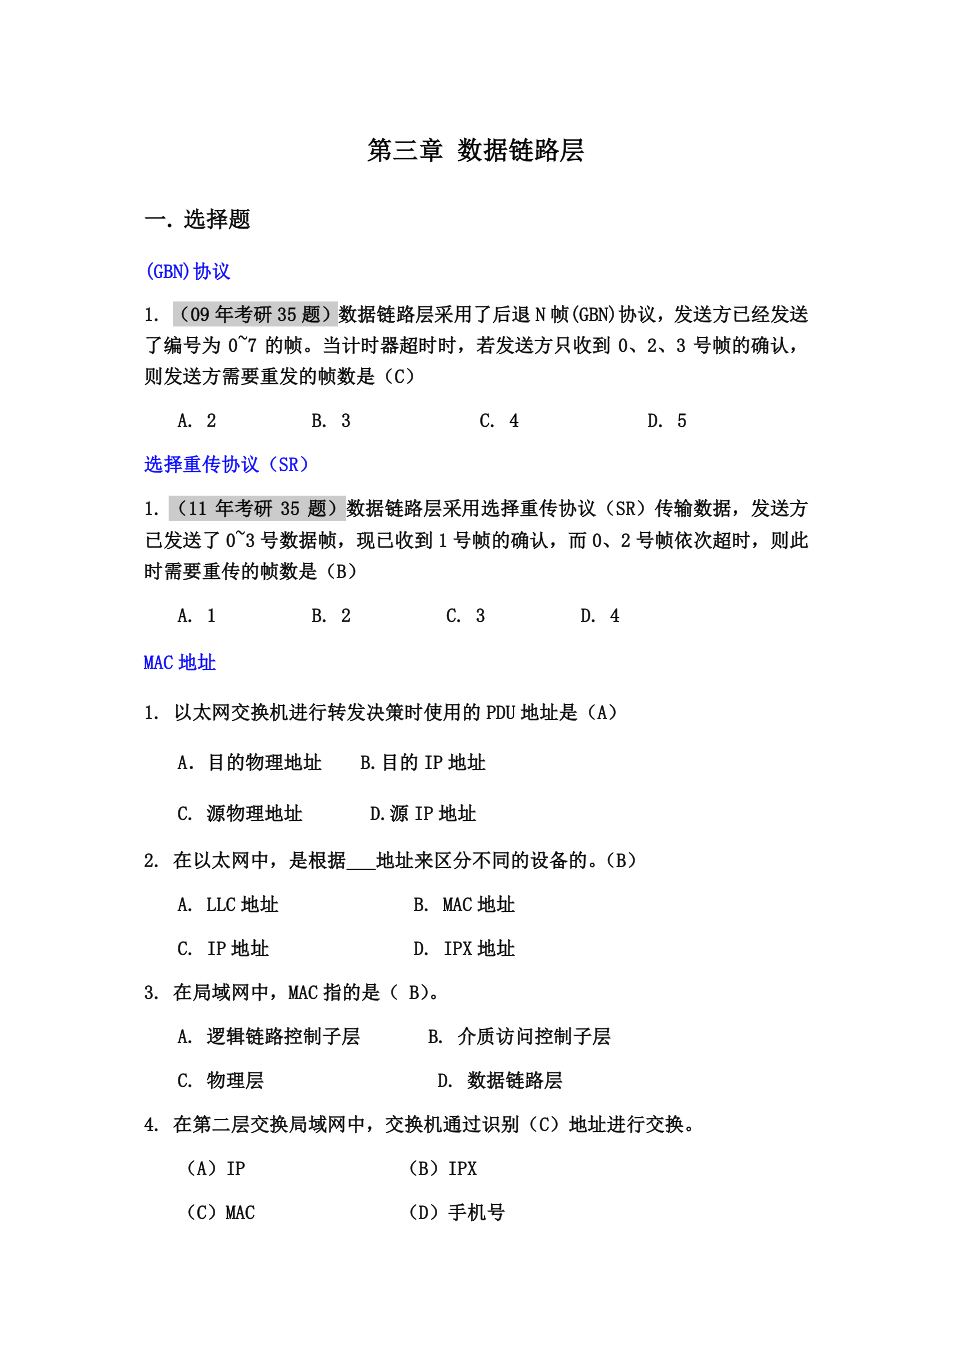 第三章 数据链路层
一. 选择题
(GBN)协议
1. （09 年考研 35 题）数据链路层采用了后退 N 帧(GBN)协议，发送方已经发送
了编号为 0~7 的帧。当计时器超时时，若发送方只收到 0、2、3 号帧的确认，
则发送方需要重发的帧数是（C）
A. 2 B. 3 C. 4 D. 5
选择重传协议（SR）
1. （11 年考研 35 题）数据链路层采用选择重传协议（SR）传输数据，发送方
已发送了 0~3 号数据帧，现已收到 1 号帧的确认，而 0、2 号帧依次超时，则此
时需要重传的帧数是（B）
A. 1 B. 2 C. 3 D. 4
MAC 地址
1. 以太网交换机进行转发决策时使用的 PDU 地址是（A）
A. 目的物理地址 B.目的 IP 地址
C. 源物理地址 D.源 IP 地址
2. 在以太网中，是根据___地址来区分不同的设备的。（B）
A. LLC 地址 B. MAC 地址
C. IP 地址 D. IPX 地址
3. 在局域网中，MAC 指的是（ B）。
A. 逻辑链路控制子层 B. 介质访问控制子层
C. 物理层 D. 数据链路层
4. 在第二层交换局域网中，交换机通过识别（C）地址进行交换。
（A）IP （B）IPX
（C）MAC （D）手机号